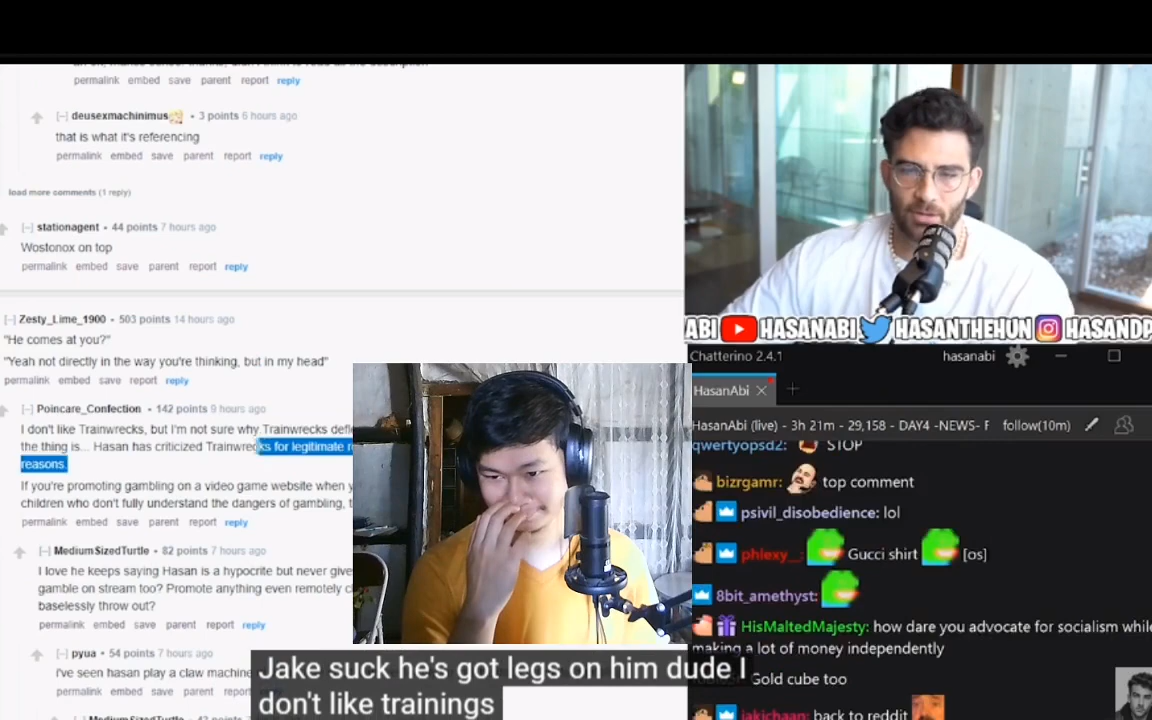 permalink embed save parent report reply
[–] deusexmachinimus • 3 points 6 hours ago
that is what it's referencing
permalink embed save parent report reply
load more comments (1 reply)
[–] stationagent • 44 points 7 hours ago
Wostonox on top
permalink embed save parent report reply
[–] Zesty_Lime_1900 • 503 points 14 hours ago
"He comes at you?"
"Yeah not directly in the way you're thinking, but in my head"
permalink embed save report reply
[–] Poincare_Confection • 142 points 9 hours ago
I don't like Trainwrecks, but I'm not sure why Trainwrecks defle
the thing is... Hasan has criticized Trainwrecks for legitimate r
reasons.
If you're promoting gambling on a video game website when y
children who don't fully understand the dangers of gambling, t
permalink embed save parent report reply
[–] MediumSizedTurtle • 82 points 7 hours ago
I love he keeps saying Hasan is a hypocrite but never give
gamble on stream too? Promote anything even remotely cl
baselessly throw out?
permalink embed save parent report reply
[–] pyua • 54 points 7 hours ago
I've seen hasan play a claw machine
permalink embed save parent report reply
[–] MediumSizedTurtle • 42 points 7 hours
ABI HASANABI HASANTHEHUN HASANDP
Chatterino 2.4.1 hasanabi
HasanAbi
HasanAbi (live) - 3h 21m - 29,158 - DAY4 -NEWS- F follow(10m)
qwertyopsd2: STOP
bizrgamr: top comment
psivil_disobedience: lol
phlexy__: Gucci shirt [os]
8bit_amethyst:
HisMaltedMajesty: how dare you advocate for socialism while
making a lot of money independently
Gold cube too
jakichaan: back to reddit
Jake suck he's got legs on him dude I
don't like trainings